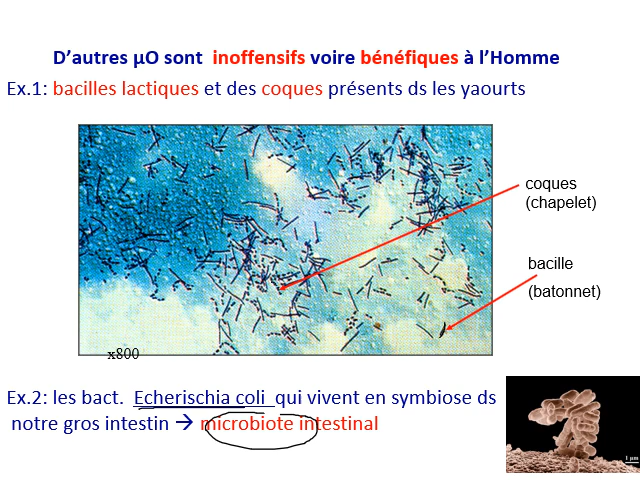 D'autres µO sont inoffensifs voire bénéfiques à l'Homme
Ex.1: bacilles lactiques et des coques présents ds les yaourts
coques
(chapelet)
bacille
(batonnet)
x800
Ex.2: les bact. Echerischia coli qui vivent en symbiose ds
notre gros intestin → microbiote intestinal
1 µm